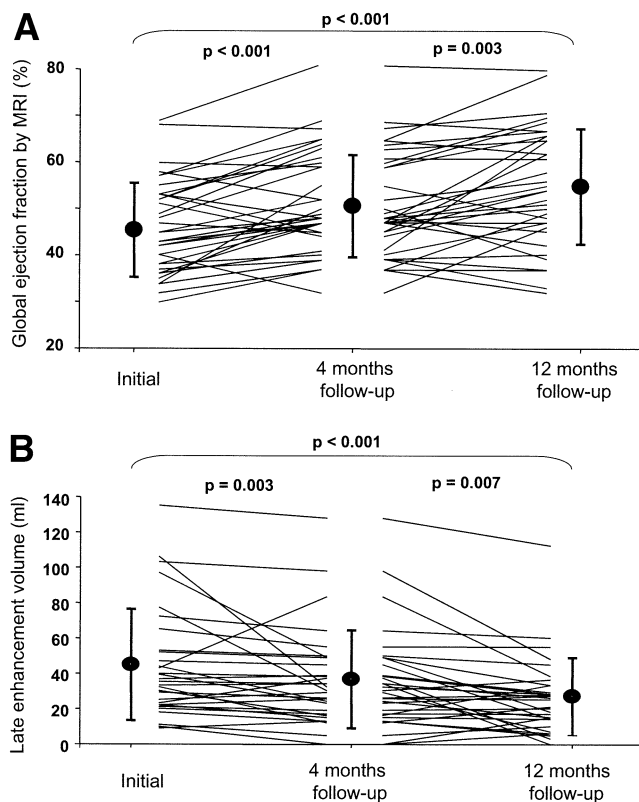 A
p < 0.001
p < 0.001
p = 0.003
Global ejection fraction by MRI (%)
80
60
40
20
Initial
4 months
follow-up
12 months
follow-up
B
p < 0.001
p = 0.003
p = 0.007
Late enhancement volume (ml)
140
120
100
80
60
40
20
0
Initial
4 months
follow-up
12 months
follow-up